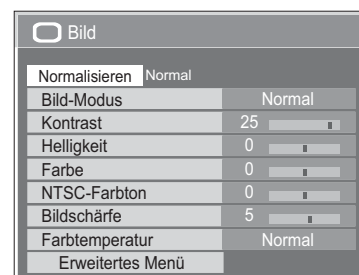 Bild
Normalisieren Normal
Bild-Modus Normal
Kontrast 25
Helligkeit 0
Farbe 0
NTSC-Farbton 0
Bildschärfe 5
Farbtemperatur Normal
Erweitertes Menü